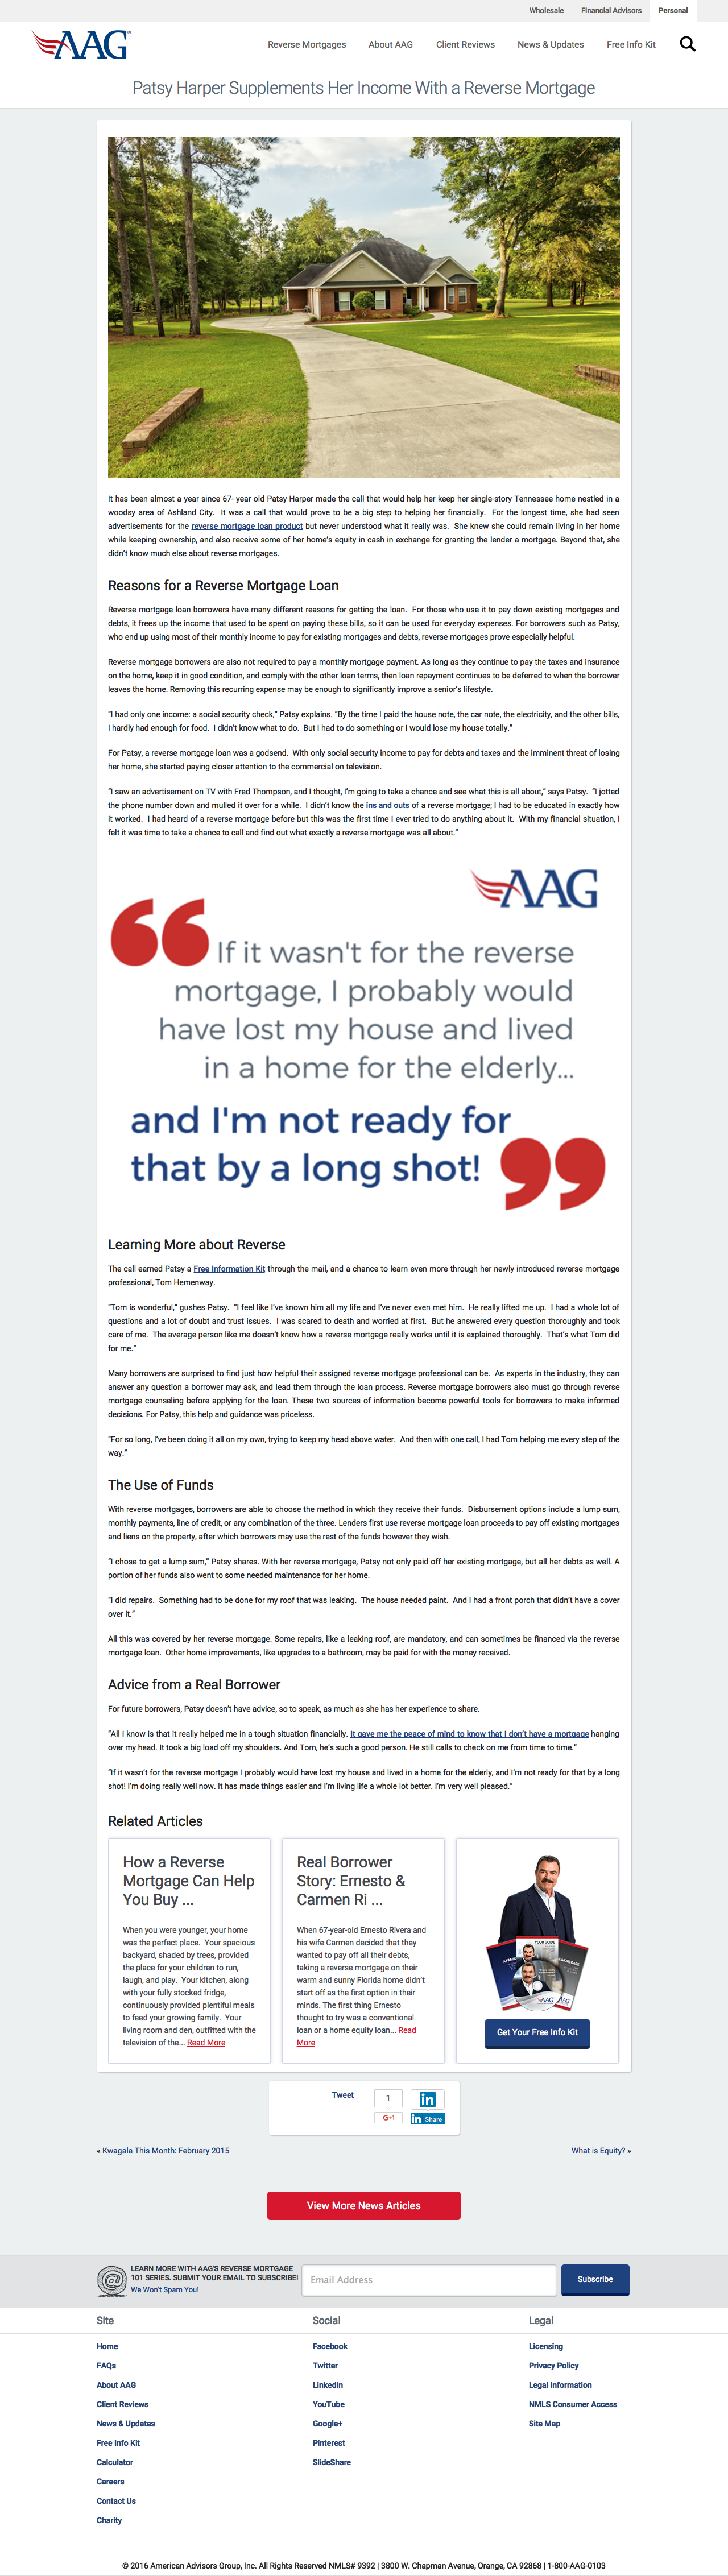 Wholesale Financial Advisors Personal
AAG®
Reverse Mortgages About AAG Client Reviews News & Updates Free Info Kit
Patsy Harper Supplements Her Income With a Reverse Mortgage
It has been almost a year since 67- year old Patsy Harper made the call that would help her keep her single-story Tennessee home nestled in a
woodsy area of Ashland City. It was a call that would prove to be a big step to helping her financially. For the longest time, she had seen
advertisements for the reverse mortgage loan product but never understood what it really was. She knew she could remain living in her home
while keeping ownership, and also receive some of her home's equity in cash in exchange for granting the lender a mortgage. Beyond that, she
didn't know much else about reverse mortgages.
Reasons for a Reverse Mortgage Loan
Reverse mortgage loan borrowers have many different reasons for getting the loan. For those who use it to pay down existing mortgages and
debts, it frees up the income that used to be spent on paying these bills, so it can be used for everyday expenses. For borrowers such as Patsy,
who end up using most of their monthly income to pay for existing mortgages and debts, reverse mortgages prove especially helpful.
Reverse mortgage borrowers are also not required to pay a monthly mortgage payment. As long as they continue to pay the taxes and insurance
on the home, keep it in good condition, and comply with the other loan terms, then loan repayment continues to be deferred to when the borrower
leaves the home. Removing this recurring expense may be enough to significantly improve a senior's lifestyle.
"I had only one income: a social security check," Patsy explains. "By the time I paid the house note, the car note, the electricity, and the other bills,
I hardly had enough for food. I didn't know what to do. But I had to do something or I would lose my house totally."
For Patsy, a reverse mortgage loan was a godsend. With only social security income to pay for debts and taxes and the imminent threat of losing
her home, she started paying closer attention to the commercial on television.
"I saw an advertisement on TV with Fred Thompson, and I thought, I'm going to take a chance and see what this is all about," says Patsy. "I jotted
the phone number down and mulled it over for a while. I didn't know the ins and outs of a reverse mortgage; I had to be educated in exactly how
it worked. I had heard of a reverse mortgage before but this was the first time I ever tried to do anything about it. With my financial situation, I
felt it was time to take a chance to call and find out what exactly a reverse mortgage was all about."
AAG
“If it wasn't for the reverse
mortgage, I probably would
have lost my house and lived
in a home for the elderly...
and I'm not ready for
that by a long shot!”
Learning More about Reverse
The call earned Patsy a Free Information Kit through the mail, and a chance to learn even more through her newly introduced reverse mortgage
professional, Tom Hemenway.
"Tom is wonderful," gushes Patsy. "I feel like I've known him all my life and I've never even met him. He really lifted me up. I had a whole lot of
questions and a lot of doubt and trust issues. I was scared to death and worried at first. But he answered every question thoroughly and took
care of me. The average person like me doesn't know how a reverse mortgage really works until it is explained thoroughly. That's what Tom did
for me."
Many borrowers are surprised to find just how helpful their assigned reverse mortgage professional can be. As experts in the industry, they can
answer any question a borrower may ask, and lead them through the loan process. Reverse mortgage borrowers also must go through reverse
mortgage counseling before applying for the loan. These two sources of information become powerful tools for borrowers to make informed
decisions. For Patsy, this help and guidance was priceless.
"For so long, I've been doing it all on my own, trying to keep my head above water. And then with one call, I had Tom helping me every step of the
way."
The Use of Funds
With reverse mortgages, borrowers are able to choose the method in which they receive their funds. Disbursement options include a lump sum,
monthly payments, line of credit, or any combination of the three. Lenders first use reverse mortgage loan proceeds to pay off existing mortgages
and liens on the property, after which borrowers may use the rest of the funds however they wish.
"I chose to get a lump sum," Patsy shares. With her reverse mortgage, Patsy not only paid off her existing mortgage, but all her debts as well. A
portion of her funds also went to some needed maintenance for her home.
"I did repairs. Something had to be done for my roof that was leaking. The house needed paint. And I had a front porch that didn't have a cover
over it."
All this was covered by her reverse mortgage. Some repairs, like a leaking roof, are mandatory, and can sometimes be financed via the reverse
mortgage loan. Other home improvements, like upgrades to a bathroom, may be paid for with the money received.
Advice from a Real Borrower
For future borrowers, Patsy doesn't have advice, so to speak, as much as she has her experience to share.
"All I know is that it really helped me in a tough situation financially. It gave me the peace of mind to know that I don't have a mortgage hanging
over my head. It took a big load off my shoulders. And Tom, he's such a good person. He still calls to check on me from time to time."
"If it wasn't for the reverse mortgage I probably would have lost my house and lived in a home for the elderly, and I'm not ready for that by a long
shot! I'm doing really well now. It has made things easier and I'm living life a whole lot better. I'm very well pleased."
Related Articles
How a Reverse
Mortgage Can Help
You Buy ...
When you were younger, your home
was the perfect place. Your spacious
backyard, shaded by trees, provided
the place for your children to run,
laugh, and play. Your kitchen, along
with your fully stocked fridge,
continuously provided plentiful meals
to feed your growing family. Your
living room and den, outfitted with the
television of the... Read More
Real Borrower
Story: Ernesto &
Carmen Ri ...
When 67-year-old Ernesto Rivera and
his wife Carmen decided that they
wanted to pay off all their debts,
taking a reverse mortgage on their
warm and sunny Florida home didn't
start off as the first option in their
minds. The first thing Ernesto
thought to try was a conventional
loan or a home equity loan... Read
More
YOUR GUIDE
AAG
Get Your Free Info Kit
Tweet
1
G+1
in
in Share
« Kwagala This Month: February 2015
What is Equity? »
View More News Articles
@
LEARN MORE WITH AAG'S REVERSE MORTGAGE
101 SERIES. SUBMIT YOUR EMAIL TO SUBSCRIBE!
We Won't Spam You!
Email Address
Subscribe
Site
Home
FAQs
About AAG
Client Reviews
News & Updates
Free Info Kit
Calculator
Careers
Contact Us
Charity
Social
Facebook
Twitter
LinkedIn
YouTube
Google+
Pinterest
SlideShare
Legal
Licensing
Privacy Policy
Legal Information
NMLS Consumer Access
Site Map
© 2016 American Advisors Group, Inc. All Rights Reserved NMLS# 9392 | 3800 W. Chapman Avenue, Orange, CA 92868 | 1-800-AAG-0103